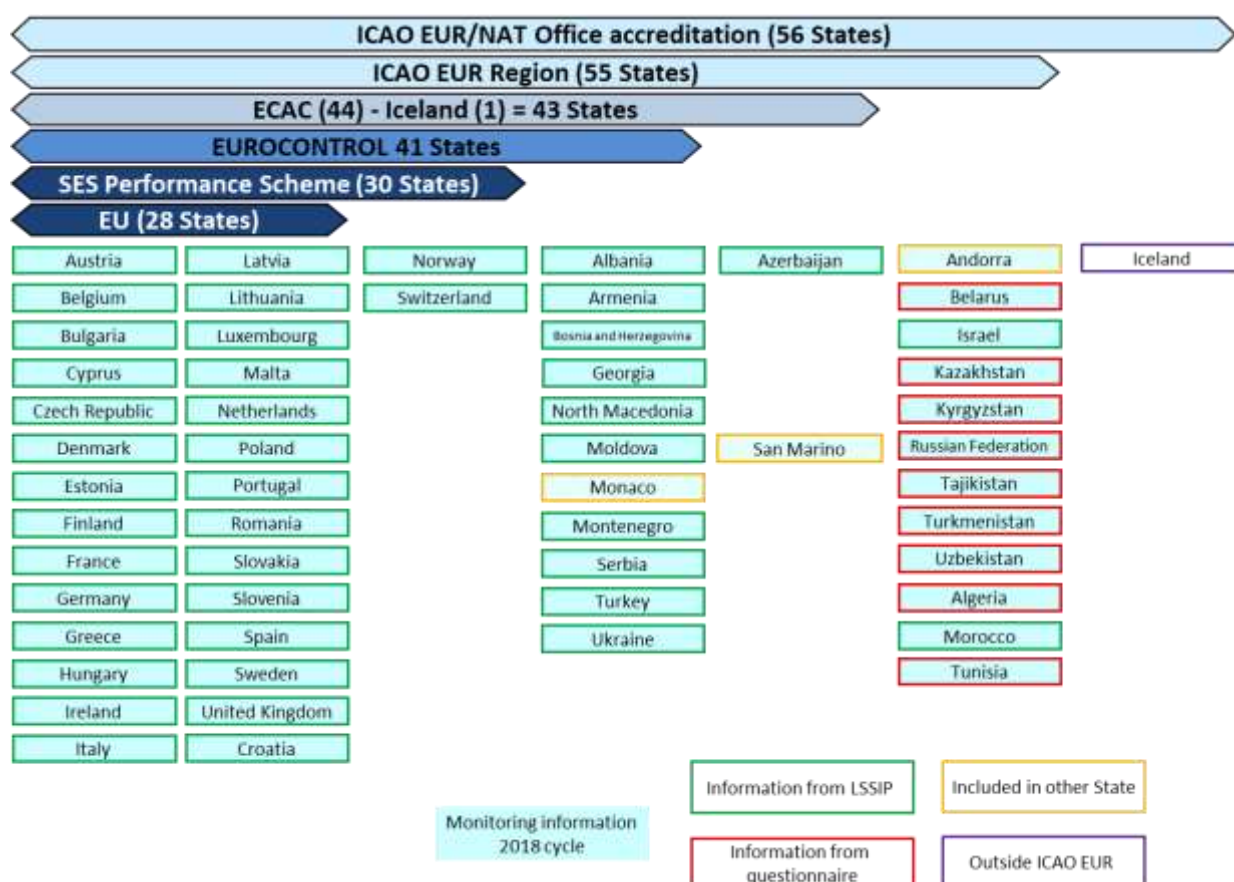 ICAO EUR/NAT Office accreditation (56 States)
ICAO EUR Region (55 States)
ECAC (44) - Iceland (1) = 43 States
EUROCONTROL 41 States
SES Performance Scheme (30 States)
EU (28 States)
Austria
Latvia
Norway
Albania
Azerbaijan
Andorra
Iceland
Belgium
Lithuania
Switzerland
Armenia
Belarus
Bulgaria
Luxembourg
Bosnia and Herzegovina
Israel
Cyprus
Malta
Georgia
Kazakhstan
Czech Republic
Netherlands
North Macedonia
Kyrgyzstan
Denmark
Poland
Moldova
San Marino
Russian Federation
Estonia
Portugal
Monaco
Tajikistan
Finland
Romania
Montenegro
Turkmenistan
France
Slovakia
Serbia
Uzbekistan
Germany
Slovenia
Turkey
Algeria
Greece
Spain
Ukraine
Morocco
Hungary
Sweden
Tunisia
Ireland
United Kingdom
Italy
Croatia
Monitoring information
2018 cycle
Information from LSSIP
Included in other State
Information from
questionnaire
Outside ICAO EUR